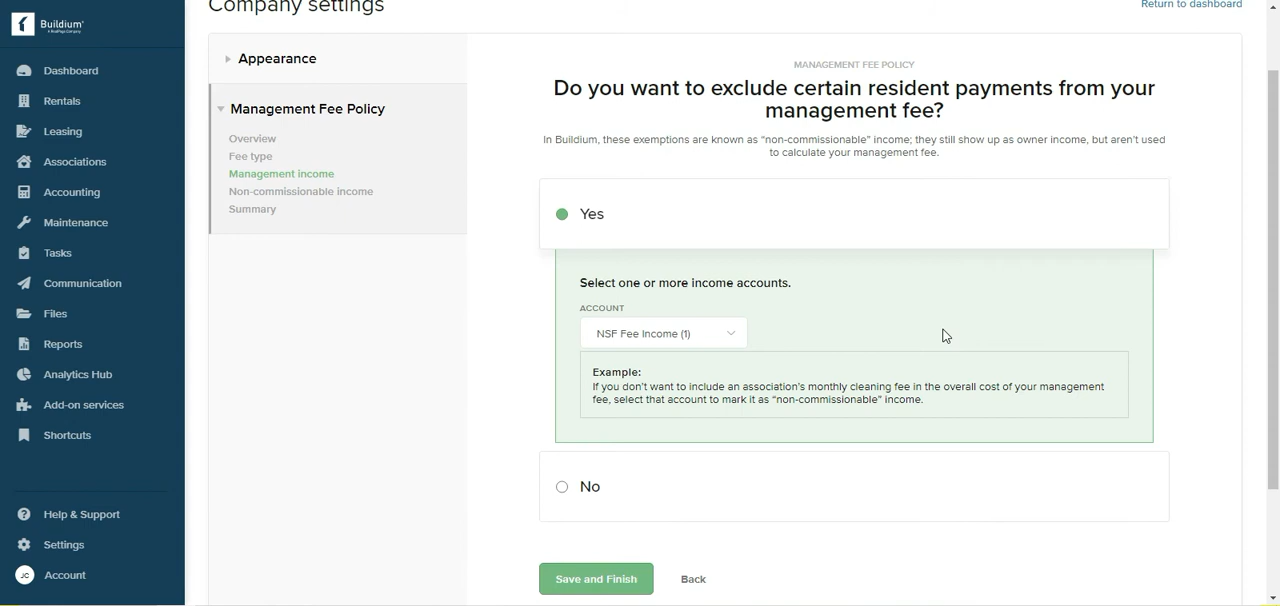 Company settings
Return to dashboard
Buildium®
A RealPage Company
Dashboard
Rentals
Leasing
Associations
Accounting
Maintenance
Tasks
Communication
Files
Reports
Analytics Hub
Add-on services
Shortcuts
Help & Support
Settings
JC
Account
Appearance
Management Fee Policy
Overview
Fee type
Management income
Non-commissionable income
Summary
MANAGEMENT FEE POLICY
Do you want to exclude certain resident payments from your
management fee?
In Buildium, these exemptions are known as “non-commissionable” income; they still show up as owner income, but aren't used
to calculate your management fee.
Yes
Select one or more income accounts.
ACCOUNT
NSF Fee Income (1)
Example:
If you don't want to include an association's monthly cleaning fee in the overall cost of your management
fee, select that account to mark it as “non-commissionable” income.
No
Save and Finish
Back